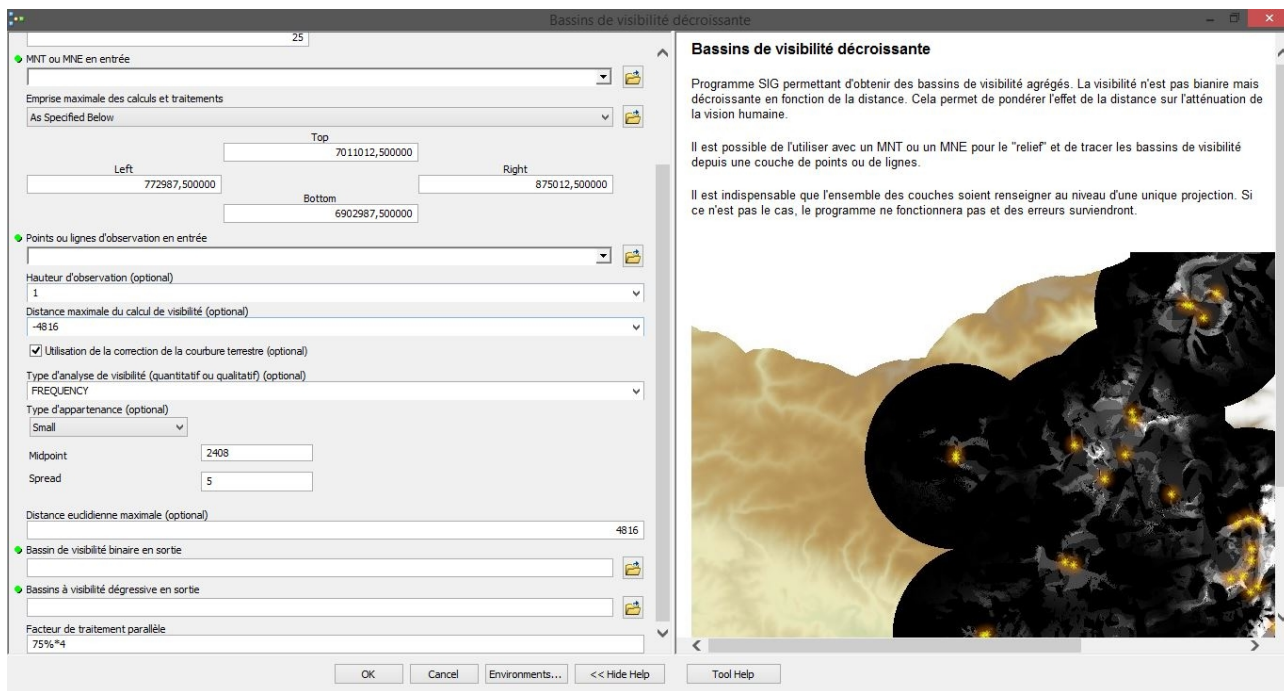 Bassins de visibilité décroissante
25
MNT ou MNE en entrée
Emprise maximale des calculs et traitements
As Specified Below
Top
7011012,500000
Left
Right
772987,500000
875012,500000
Bottom
6902987,500000
Points ou lignes d'observation en entrée
Hauteur d'observation (optional)
1
Distance maximale du calcul de visibilité (optional)
-4816
Utilisation de la correction de la courbure terrestre (optional)
Type d'analyse de visibilité (quantitatif ou qualitatif) (optional)
FREQUENCY
Type d'appartenance (optional)
Small
Midpoint
2408
Spread
5
Distance euclidienne maximale (optional)
4816
Bassin de visibilité binaire en sortie
Bassins à visibilité dégressive en sortie
Facteur de traitement parallèle
75%*4
Bassins de visibilité décroissante
Programme SIG permettant d'obtenir des bassins de visibilité agrégés. La visibilité n'est pas bianire mais
décroissante en fonction de la distance. Cela permet de pondérer l'effet de la distance sur l'atténuation de
la vision humaine.
Il est possible de l'utiliser avec un MNT ou un MNE pour le "relief" et de tracer les bassins de visibilité
depuis une couche de points ou de lignes.
Il est indispensable que l'ensemble des couches soient renseigner au niveau d'une unique projection. Si
ce n'est pas le cas, le programme ne fonctionnera pas et des erreurs surviendront.
OK
Cancel
Environments...
<< Hide Help
Tool Help